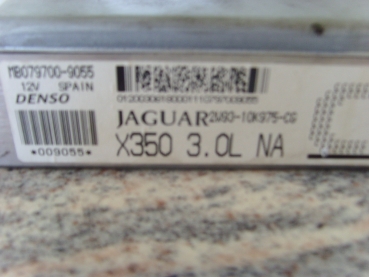 MB079700-9055
12V SPAIN
DENSO
*009055*
JAGUAR 2W93-10K975-CG
X350 3.0L NA
C